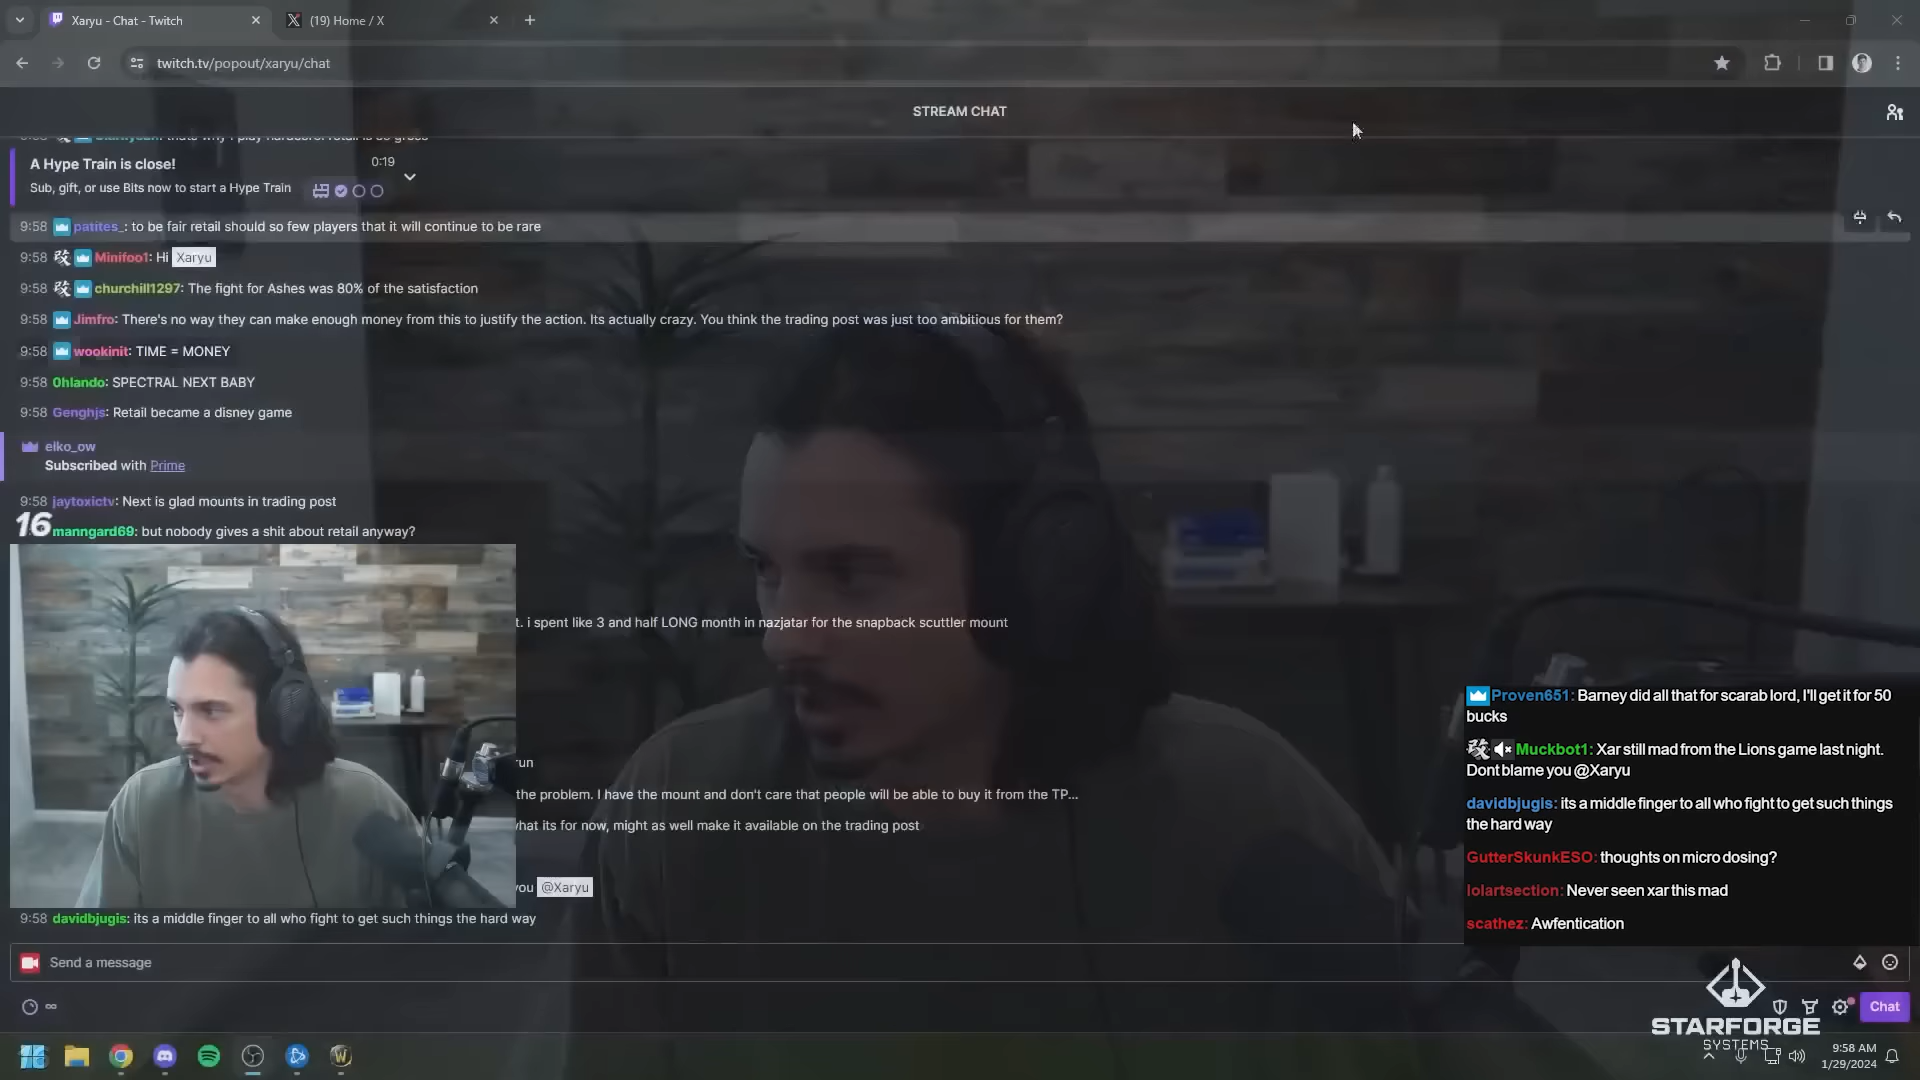 Xaryu - Chat - Twitch
(19) Home / X
twitch.tv/popout/xaryu/chat
STREAM CHAT
A Hype Train is close!
0:19
Sub, gift, or use Bits now to start a Hype Train
9:58 patites_: to be fair retail should so few players that it will continue to be rare
9:58 Minifoo1: Hi Xaryu
9:58 churchill1297: The fight for Ashes was 80% of the satisfaction
9:58 Jimfro: There's no way they can make enough money from this to justify the action. Its actually crazy. You think the trading post was just too ambitious for them?
9:58 wookinit: TIME = MONEY
9:58 0hlando: SPECTRAL NEXT BABY
9:58 Genghjs: Retail became a disney game
elko_ow
Subscribed with Prime
9:58 jaytoxictv: Next is glad mounts in trading post
16
manngard69: but nobody gives a shit about retail anyway?
t. i spent like 3 and half LONG month in nazjatar for the snapback scuttler mount
run
the problem. I have the mount and don't care that people will be able to buy it from the TP...
what its for now, might as well make it available on the trading post
you @Xaryu
9:58 davidbjugis: its a middle finger to all who fight to get such things the hard way
Proven651: Barney did all that for scarab lord, I'll get it for 50
bucks
改 Muckbot1: Xar still mad from the Lions game last night.
Dont blame you @Xaryu
davidbjugis: its a middle finger to all who fight to get such things
the hard way
GutterSkunkESO: thoughts on micro dosing?
lolartsection: Never seen xar this mad
scathez: Awfentication
Send a message
Chat
STARFORGE
SYSTEMS
9:58 AM
1/29/2024